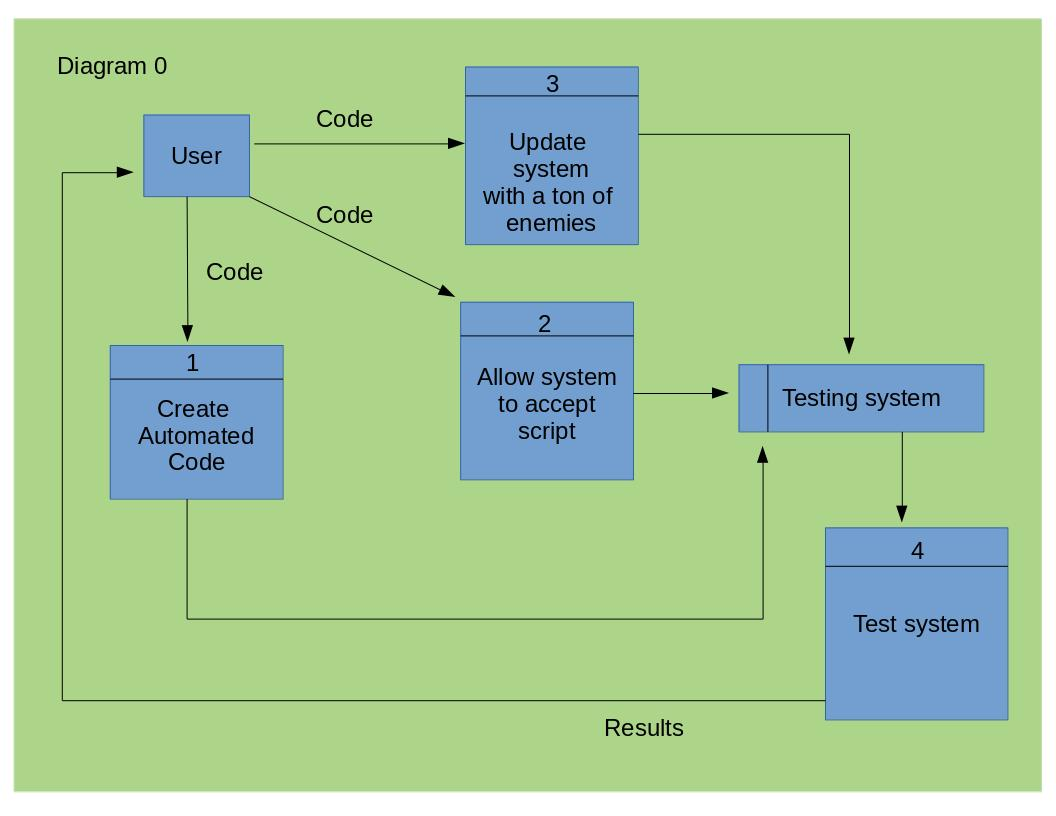 Diagram 0
User
Code
3
Update
system
with a ton of
enemies
Code
Code
1
Create
Automated
Code
2
Allow system
to accept
script
Testing system
4
Test system
Results